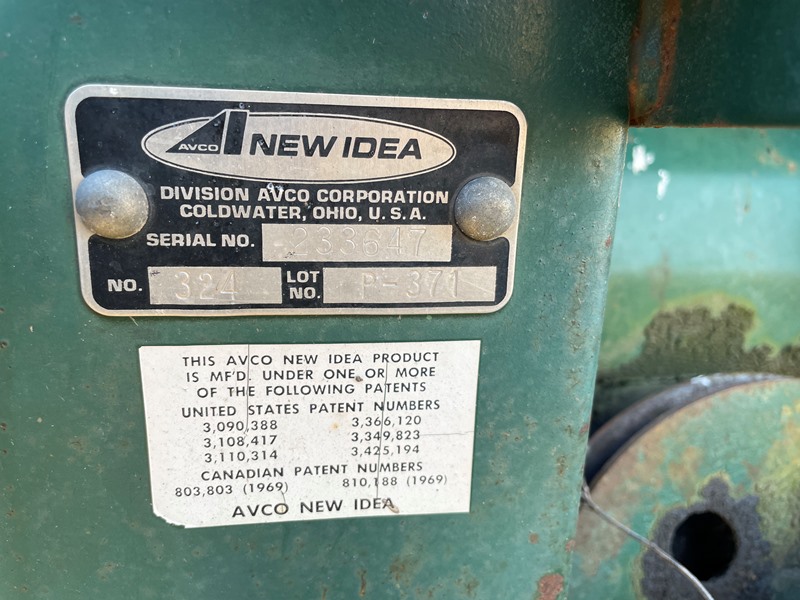 AVCO NEW IDEA
DIVISION AVCO CORPORATION
COLDWATER, OHIO, U. S. A.
SERIAL NO. 233647
NO. 324 LOT NO. P-371
THIS AVCO NEW IDEA PRODUCT
IS MF'D. UNDER ONE OR MORE
OF THE FOLLOWING PATENTS
UNITED STATES PATENT NUMBERS
3,090,388 3,366,120
3,108,417 3,349,823
3,110,314 3,425,194
CANADIAN PATENT NUMBERS
803,803 (1969) 810,188 (1969)
AVCO NEW IDEA